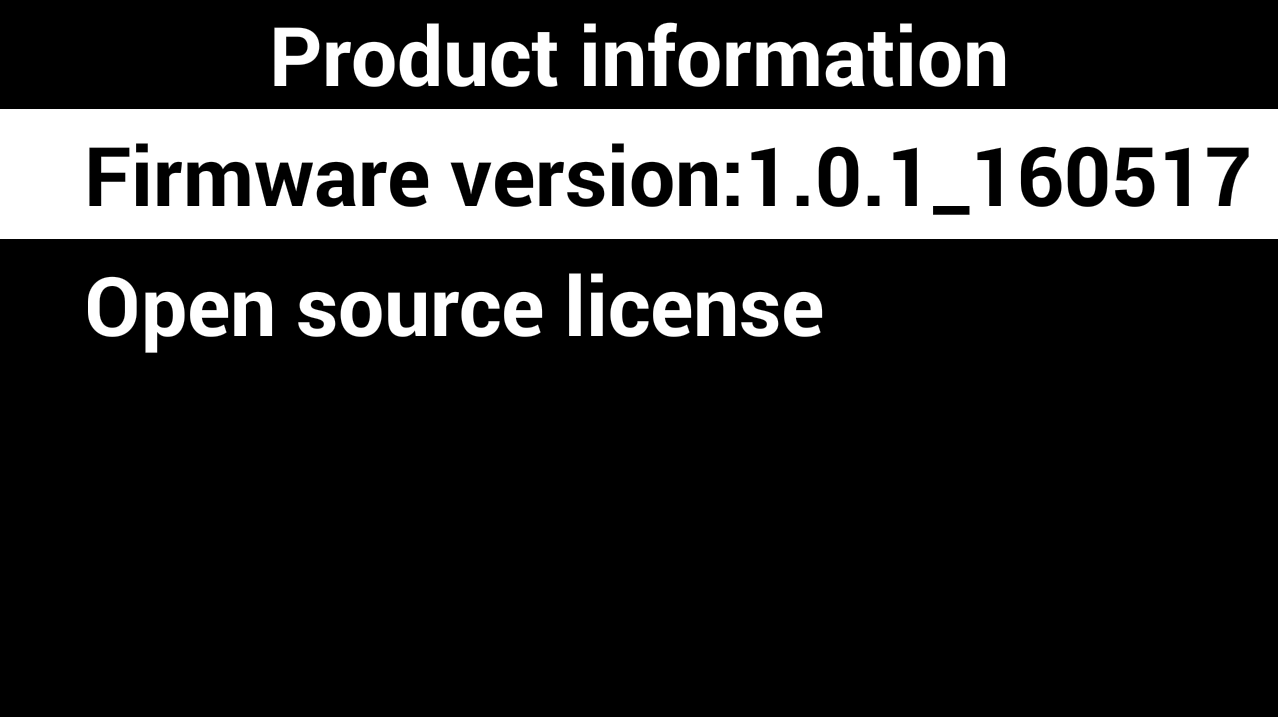 Product information
Firmware version:1.0.1_160517
Open source license